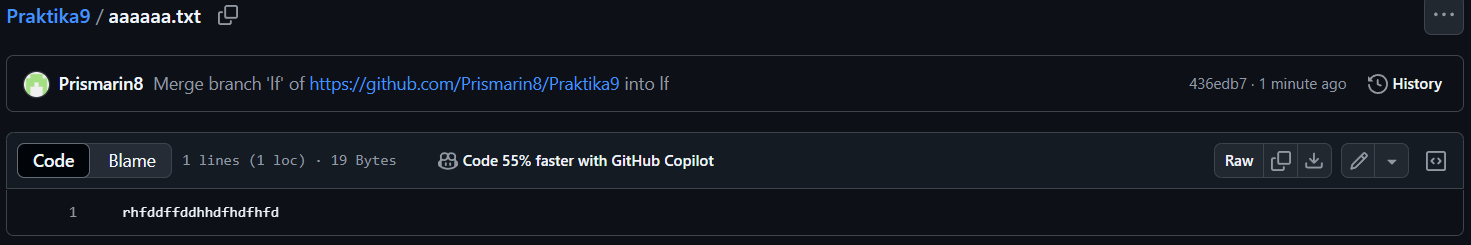 Praktika9 / aaaaaa.txt
Prismarin8 Merge branch 'lf' of https://github.com/Prismarin8/Praktika9 into lf 436edb7 · 1 minute ago History
Code Blame 1 lines (1 loc) · 19 Bytes Code 55% faster with GitHub Copilot Raw
1 rhfddffddhhdfhdfhfd